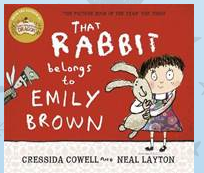 THAT
RABBIT
belongs to
EMILY
BROWN
CRESSIDA COWELL AND NEAL LAYTON